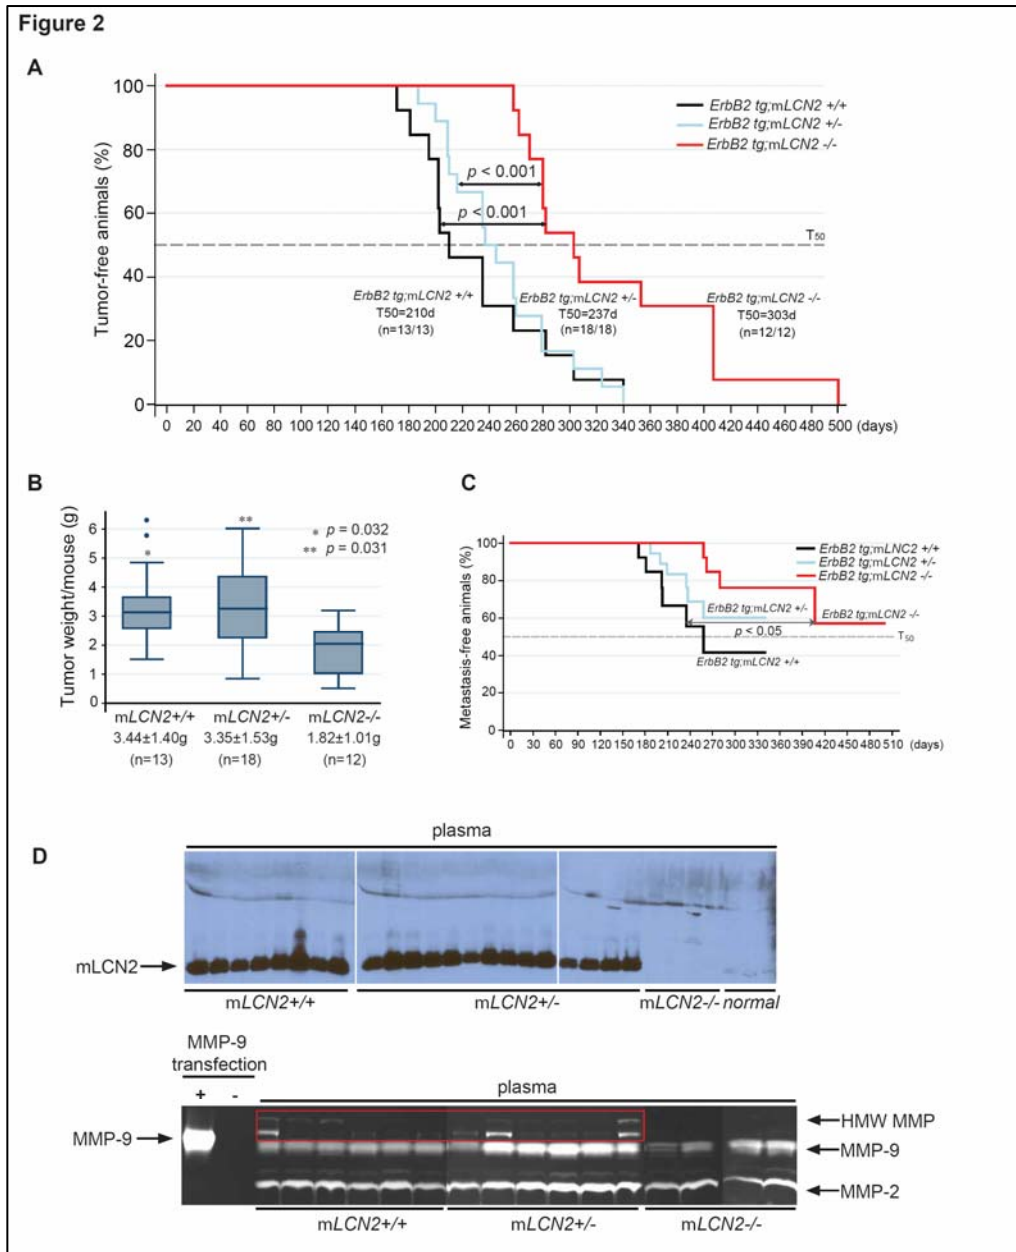 Figure 2
A
Tumor-free animals (%)
100
80
60
40
20
0
ErbB2 tg;mLCN2 +/+
ErbB2 tg;mLCN2 +/-
ErbB2 tg;mLCN2 -/-
p < 0.001
p < 0.001
T50
ErbB2 tg;mLCN2 +/+
T50=210d
(n=13/13)
ErbB2 tg;mLCN2 +/-
T50=237d
(n=18/18)
ErbB2 tg;mLCN2 -/-
T50=303d
(n=12/12)
0 20 40 60 80 100 120 140 160 180 200 220 240 260 280 300 320 340 360 380 400 420 440 460 480 500 (days)
B
Tumor weight/mouse (g)
6
5
4
3
2
1
0
*
**
* p = 0.032
** p = 0.031
mLCN2+/+ mLCN2+/- mLCN2-/-
3.44±1.40g 3.35±1.53g 1.82±1.01g
(n=13) (n=18) (n=12)
C
Metastasis-free animals (%)
100
80
60
40
20
0
ErbB2 tg;mLNC2 +/+
ErbB2 tg;mLCN2 +/-
ErbB2 tg;mLCN2 -/-
ErbB2 tg;mLCN2 +/-
ErbB2 tg;mLCN2 -/-
p < 0.05
T50
ErbB2 tg;mLCN2 +/+
0 30 60 90 120 150 180 210 240 270 300 330 360 390 420 450 480 510 (days)
D
plasma
mLCN2
mLCN2+/+ mLCN2+/- mLCN2-/- normal
MMP-9
transfection
+ -
plasma
MMP-9
HMW MMP
MMP-9
MMP-2
mLCN2+/+ mLCN2+/- mLCN2-/-